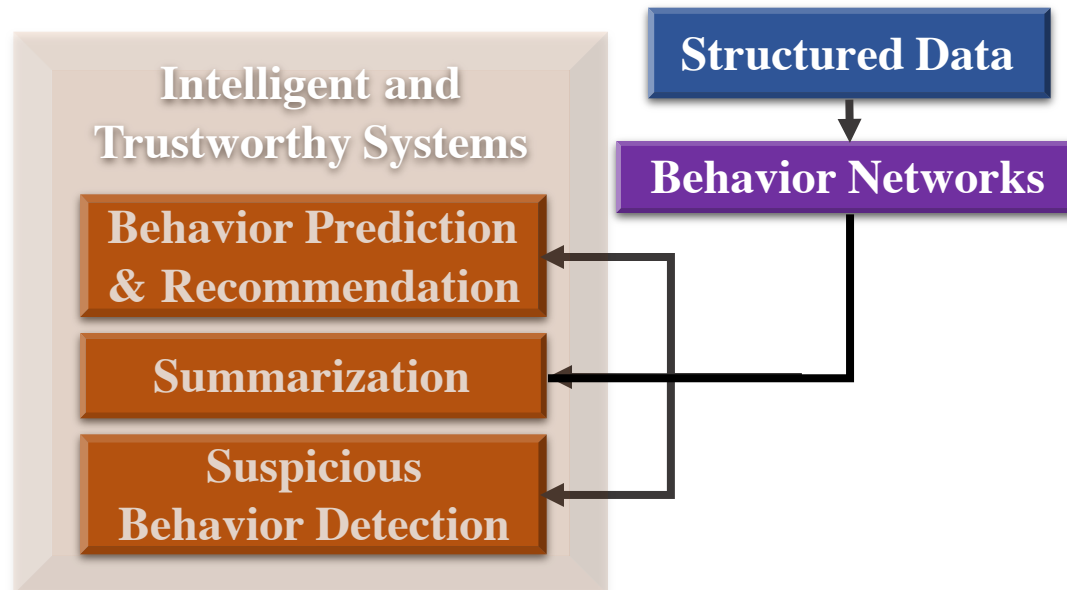 Structured Data
Intelligent and
Trustworthy Systems
Behavior Networks
Behavior Prediction
& Recommendation
Summarization
Suspicious
Behavior Detection